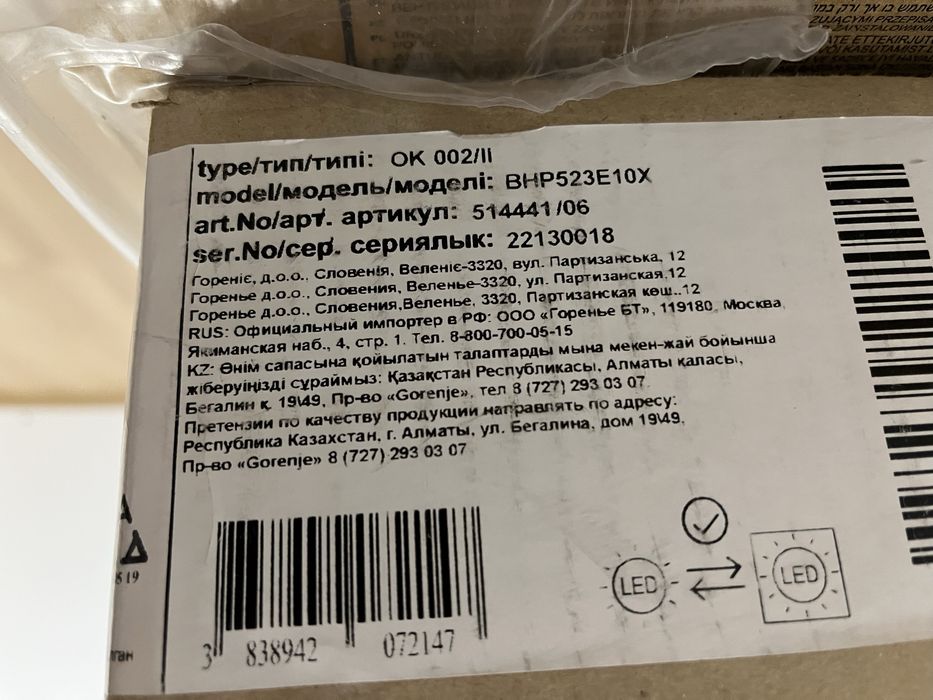 ZUJĄCYMI PRZEPISA
type/тип/типі: OK 002/II
model/модель/моделі: BHP523E10X
art.No/арт. артикул: 514441/06
ser.No/сер. сериялык: 22130018
Гореніє, д.о.о., Словенія, Веленіє-3320, вул. Партизанська, 12
Горенье д.о.о., Словения, Веленье-3320, ул. Партизанская,12
Горенье д.о.о., Словения,Веленье, 3320, Партизанская көш..12
RUS: Официальный импортер в РФ: ООО «Горенье БТ», 119180, Москва,
Якиманская наб., 4, стр. 1. Тел. 8-800-700-05-15
KZ: Өнім сапасына қойылатын талаптарды мына мекен-жай бойынша
жіберуіңізді сұраймыз: Қазақстан Республикасы, Алматы қаласы,
Бегалин қ. 19\49, Пр-во «Gorenje», тел 8 (727) 293 03 07.
Претензии по качеству продукции направлять по адресу:
Республика Казахстан, г. Алматы, ул. Бегалина, дом 19\49,
Пр-во «Gorenje» 8 (727) 293 03 07
LED LED
3 838942 072147